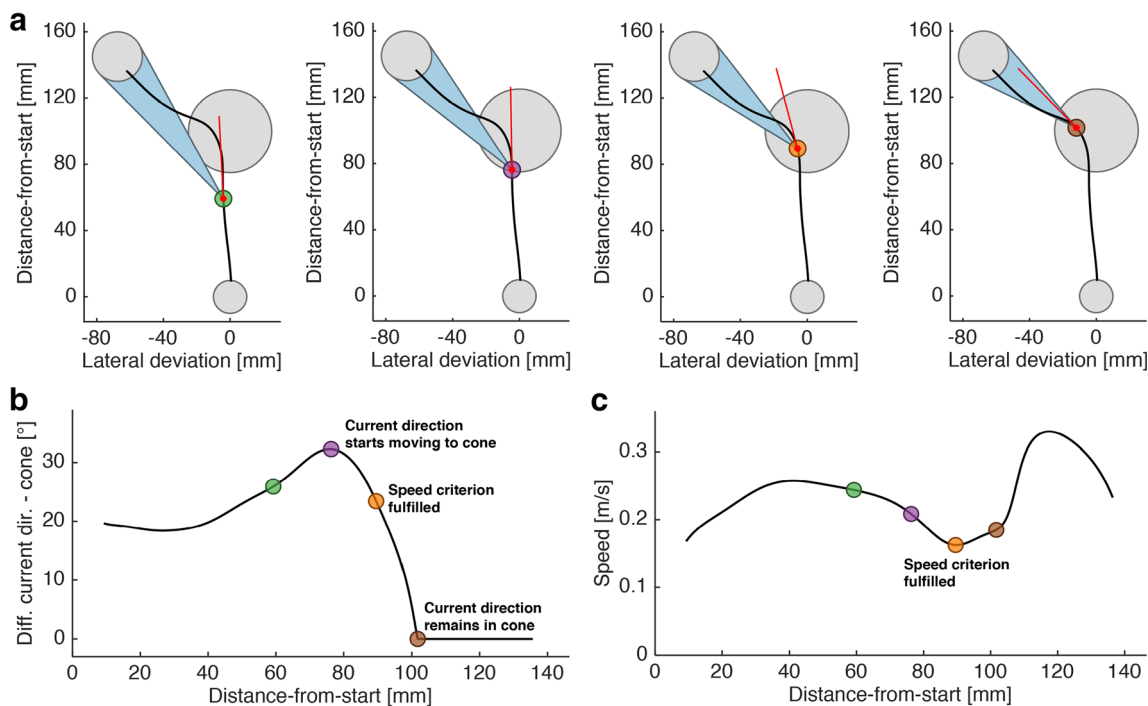 a
160
120
80
40
0
-80
-40
0
Distance-from-start [mm]
Lateral deviation [mm]
160
120
80
40
0
-80
-40
0
Distance-from-start [mm]
Lateral deviation [mm]
160
120
80
40
0
-80
-40
0
Distance-from-start [mm]
Lateral deviation [mm]
160
120
80
40
0
-80
-40
0
Distance-from-start [mm]
Lateral deviation [mm]
b
Diff. current dir. - cone [°]
30
20
10
0
Current direction
starts moving to cone
Speed criterion
fulfilled
Current direction
remains in cone
0
20
40
60
80
100
120
140
Distance-from-start [mm]
c
Speed [m/s]
0.3
0.2
0.1
0
Speed criterion
fulfilled
0
20
40
60
80
100
120
140
Distance-from-start [mm]